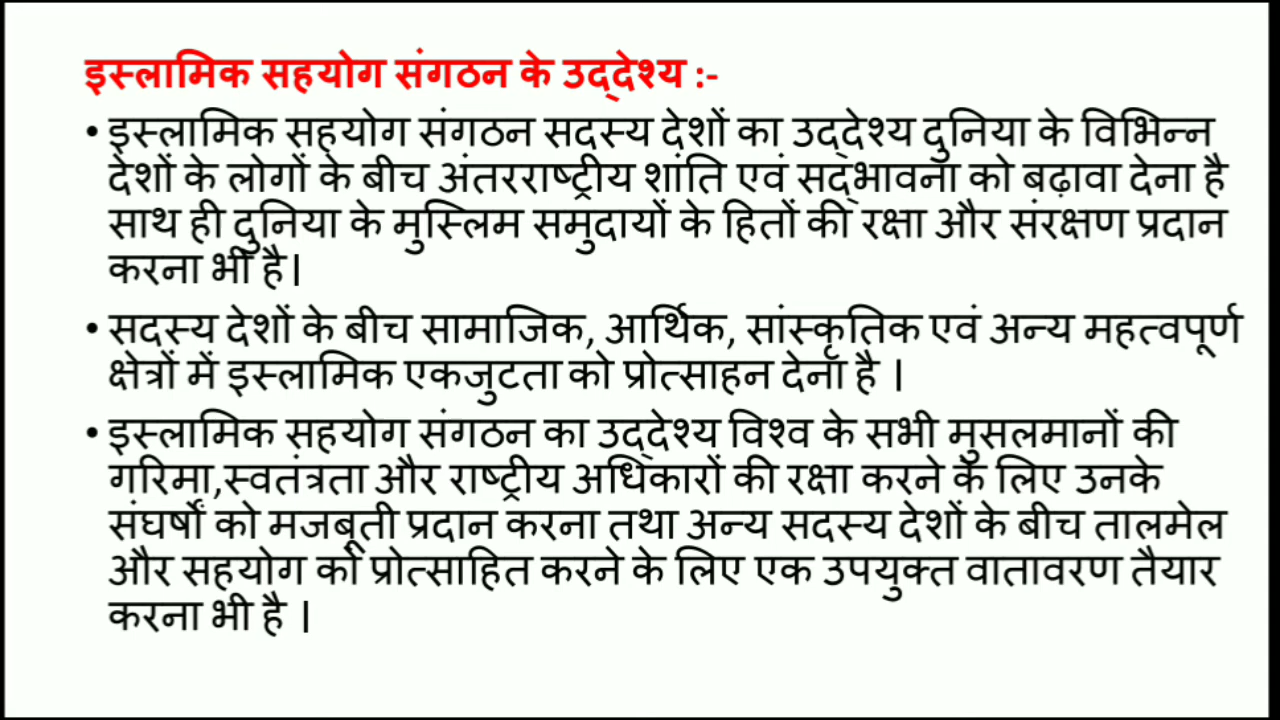 इस्लामिक सहयोग संगठन के उद्देश्य :-
• इस्लामिक सहयोग संगठन सदस्य देशों का उद्देश्य दुनिया के विभिन्न
देशों के लोगों के बीच अंतरराष्ट्रीय शांति एवं सद्भावना को बढ़ावा देना है
साथ ही दुनिया के मुस्लिम समुदायों के हितों की रक्षा और संरक्षण प्रदान
करना भी है।
• सदस्य देशों के बीच सामाजिक, आर्थिक, सांस्कृतिक एवं अन्य महत्वपूर्ण
क्षेत्रों में इस्लामिक एकजुटता को प्रोत्साहन देना है ।
• इस्लामिक सहयोग संगठन का उद्देश्य विश्व के सभी मुसलमानों की
गरिमा,स्वतंत्रता और राष्ट्रीय अधिकारों की रक्षा करने के लिए उनके
संघर्षों को मजबूती प्रदान करना तथा अन्य सदस्य देशों के बीच तालमेल
और सहयोग को प्रोत्साहित करने के लिए एक उपयुक्त वातावरण तैयार
करना भी है ।